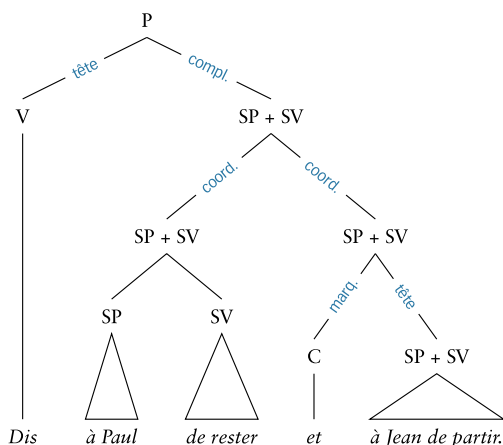 P
tête compl.
V SP + SV
coord. coord.
SP + SV SP + SV
marq. tête
SP SV
C SP + SV
Dis à Paul de rester et à Jean de partir.